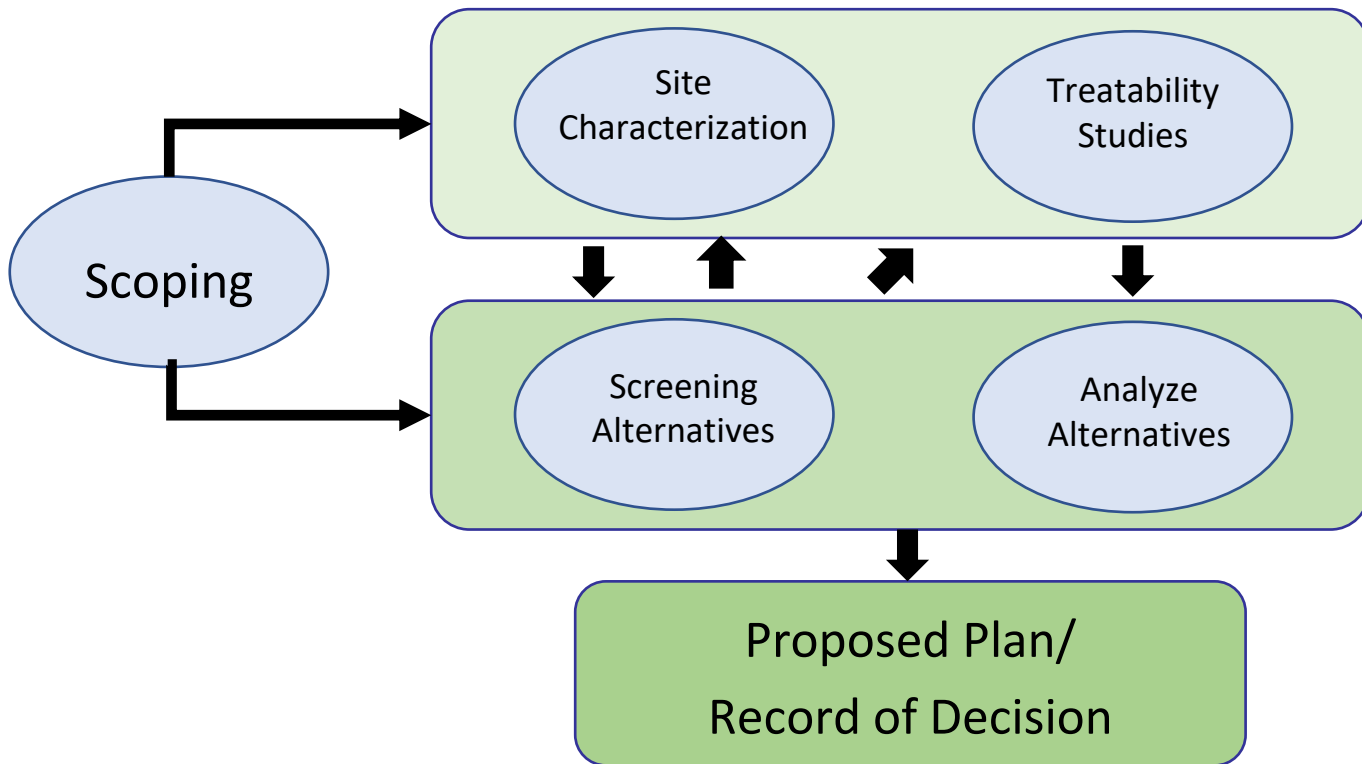 Site
Characterization
Treatability
Studies
Scoping
Screening
Alternatives
Analyze
Alternatives
Proposed Plan/
Record of Decision